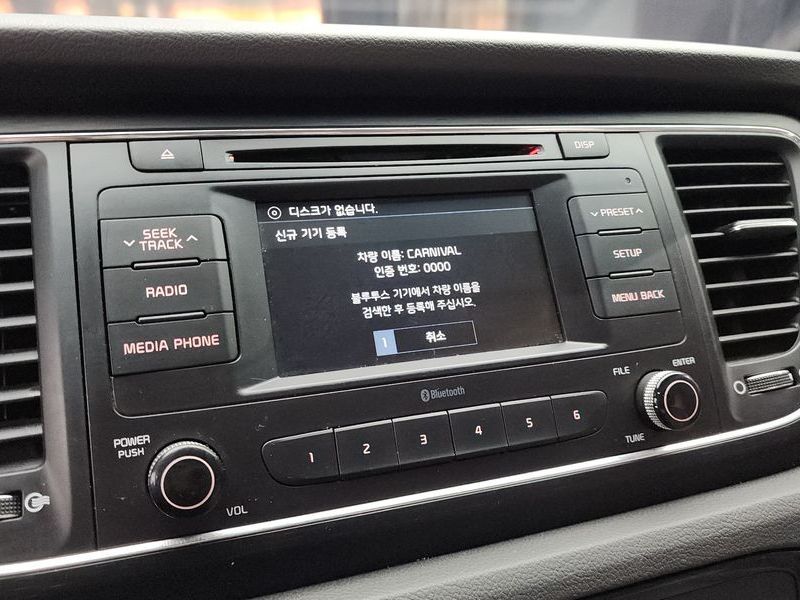 DISP
디스크가 없습니다.
신규 기기 등록
차량 이름: CARNIVAL
인증 번호: 0000
블루투스 기기에서 차량 이름을
검색한 후 등록해 주십시오.
1 취소
SEEK
TRACK
RADIO
MEDIA PHONE
PRESET
SETUP
MENU BACK
Bluetooth
FILE
ENTER
TUNE
POWER
PUSH
VOL
1 2 3 4 5 6